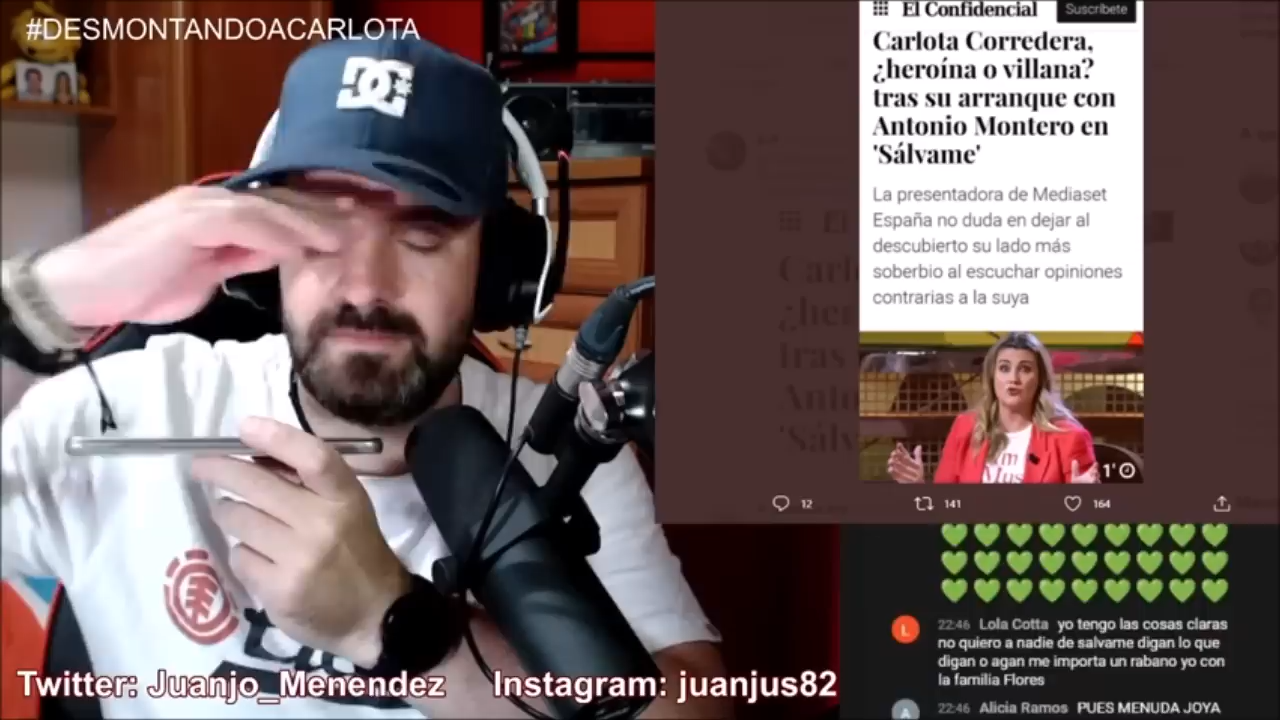 #DESMONTANDOACARLOTA
El Confidencial
Suscríbete
Carlota Corredera,
¿heroína o villana?
tras su arranque con
Antonio Montero en
'Sálvame'
La presentadora de Mediaset
España no duda en dejar al
descubierto su lado más
soberbio al escuchar opiniones
contrarias a la suya
1'
12
141
164
22:46 Lola Cotta yo tengo las cosas claras
no quiero a nadie de salvame digan lo que
digan o agan me importa un rabano yo con
la familia Flores
22:46 Alicia Ramos PUES MENUDA JOYA
Twitter: Juanjo_Menendez
Instagram: juanjus82
DC
L
A